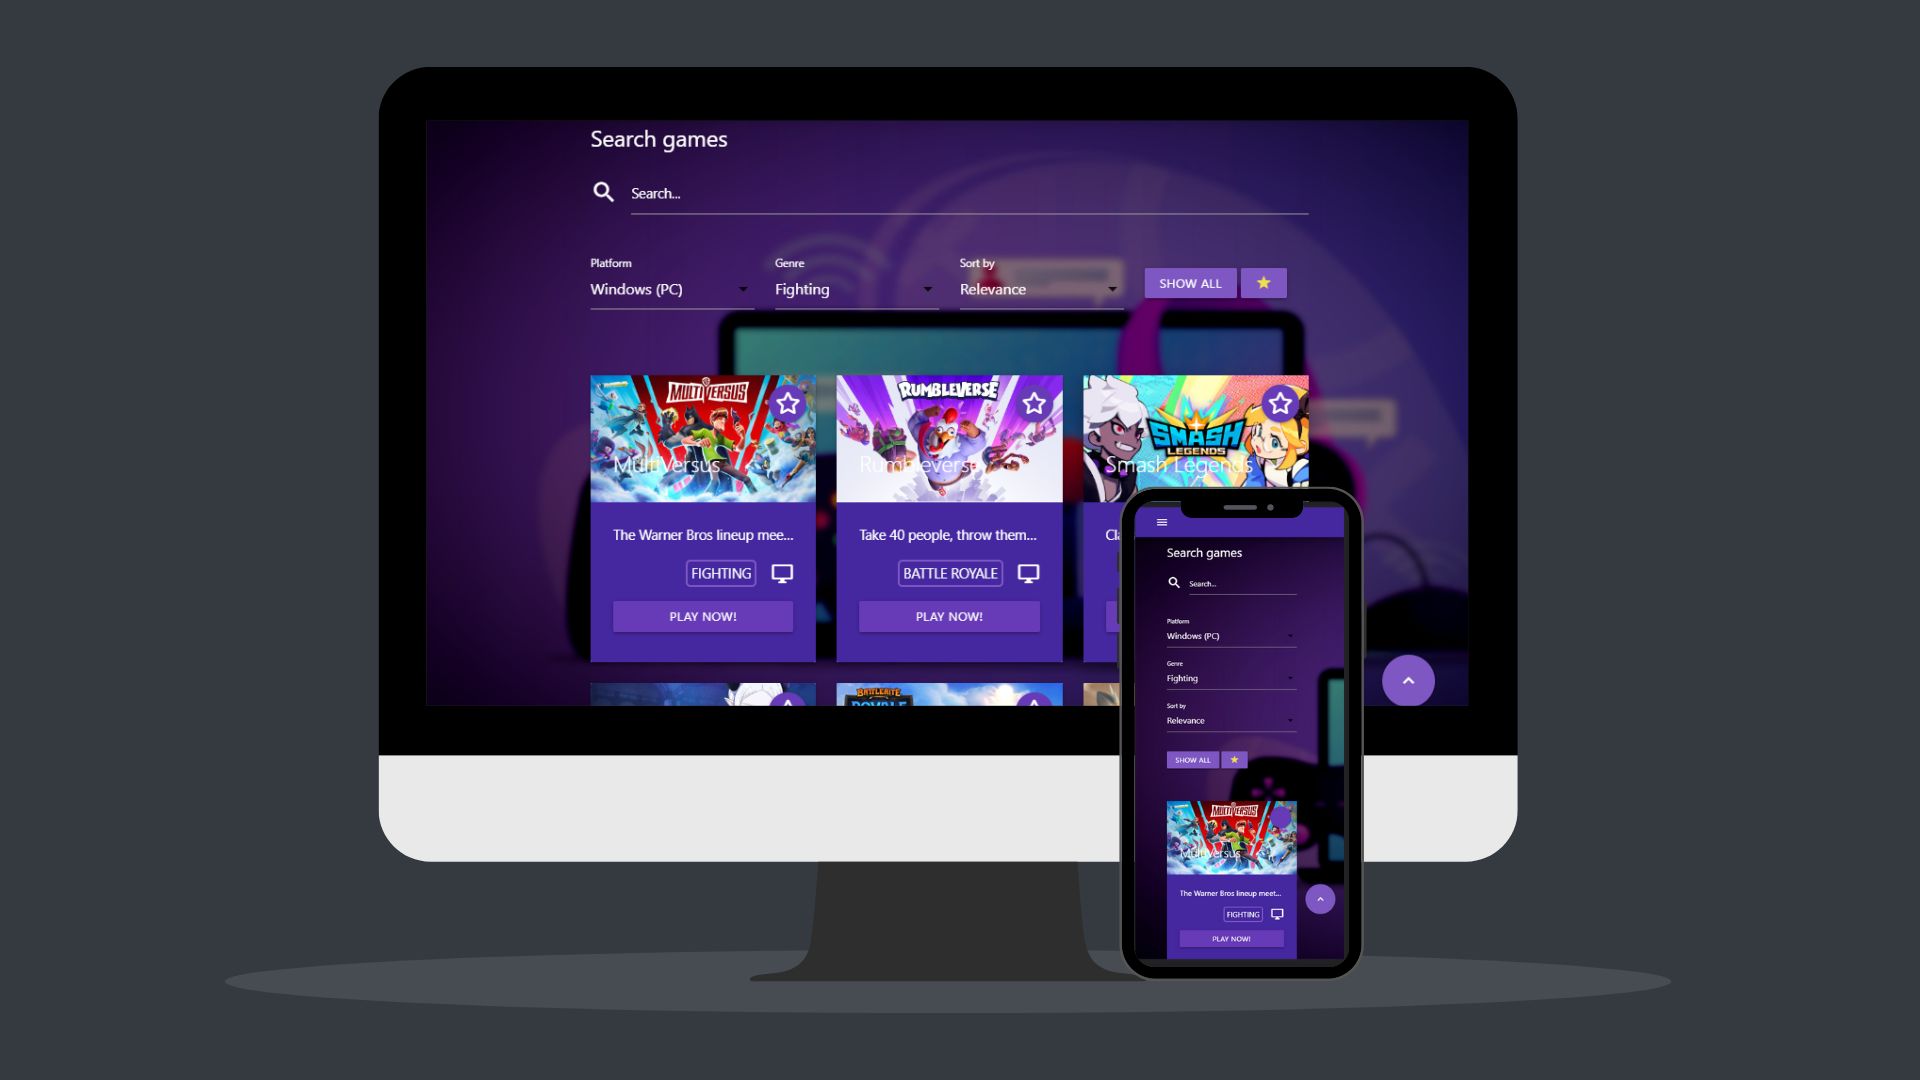 Search games
Search...
Platform
Genre
Sort by
Windows (PC)
Fighting
Relevance
SHOW ALL
MULTIVERSUS
MultiVersus
The Warner Bros lineup mee...
FIGHTING
PLAY NOW!
RUMBLEVERSE
Rumbleverse
Take 40 people, throw them...
BATTLE ROYALE
PLAY NOW!
SMASH
LEGENDS
Smash Legends
Cl
BATTLERITE
ROYALE
Search games
Search...
Platform
Windows (PC)
Genre
Fighting
Sort by
Relevance
SHOW ALL
MULTIVERSUS
MultiVersus
The Warner Bros lineup meet...
FIGHTING
PLAY NOW!